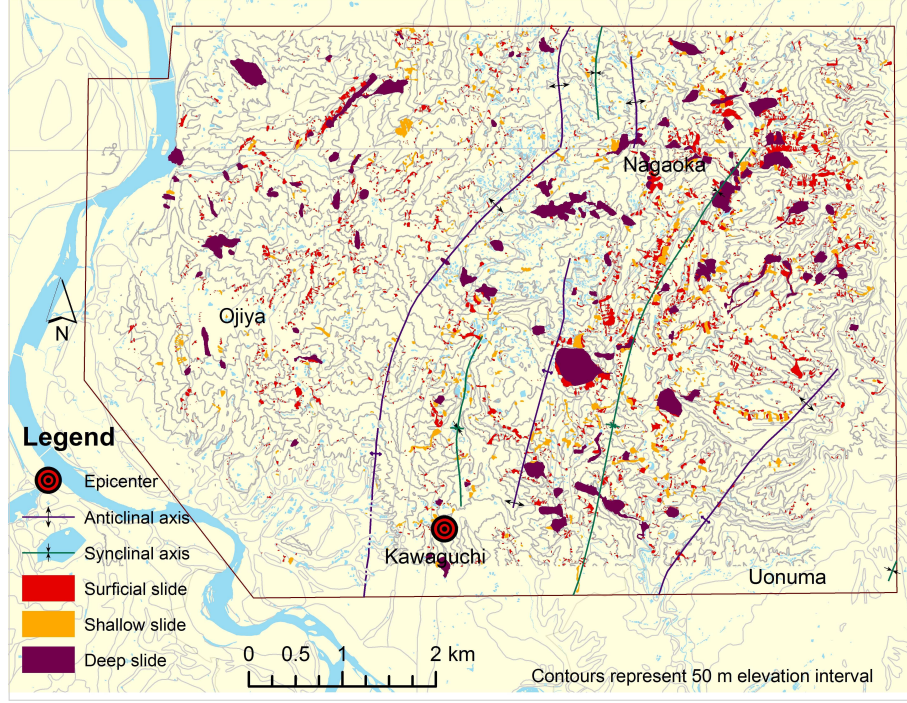 Nagaoka
Ojiya
N
Legend
Epicenter
Anticlinal axis
Synclinal axis
Surficial slide
Shallow slide
Deep slide
Kawaguchi
Uonuma
0 0.5 1 2 km
Contours represent 50 m elevation interval